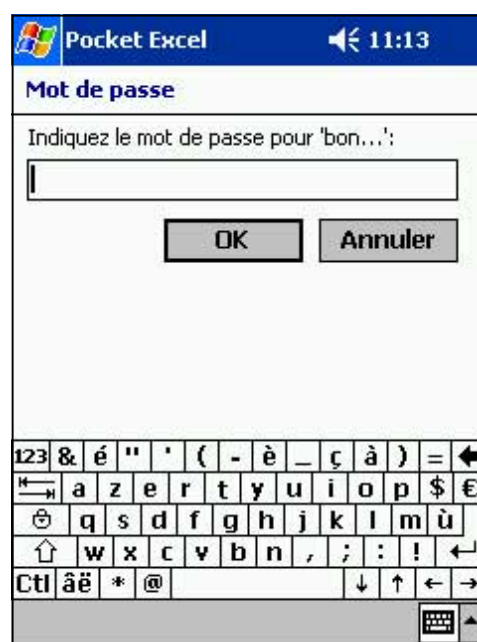 Pocket Excel 11:13
Mot de passe
Indiquez le mot de passe pour 'bon...':
OK Annuler
123 & é " ' ( - è _ ç à ) =
a z e r t y u i o p $ €
q s d f g h j k l m ù
w x c v b n , ; : !
Ctl âë * @ ↓ ↑ ← →